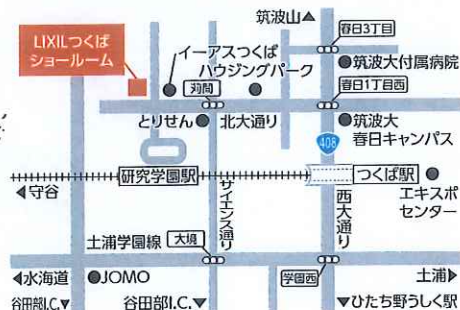 筑波山▲
春日3丁目
LIXILつくば
ショールーム
イーアスつくば
ハウジングパーク
筑波大付属病院
苅間
春日1丁目西
とりせん
北大通り
筑波大
春日キャンパス
408
研究学園駅
つくば駅
◀守谷
サイエンス通り
西大通り
エキスポ
センター
土浦学園線
大境
学園西
◀水海道
JOMO
土浦▶
谷田部I.C.▼
谷田部I.C.▼
▼ひたち野うしく駅